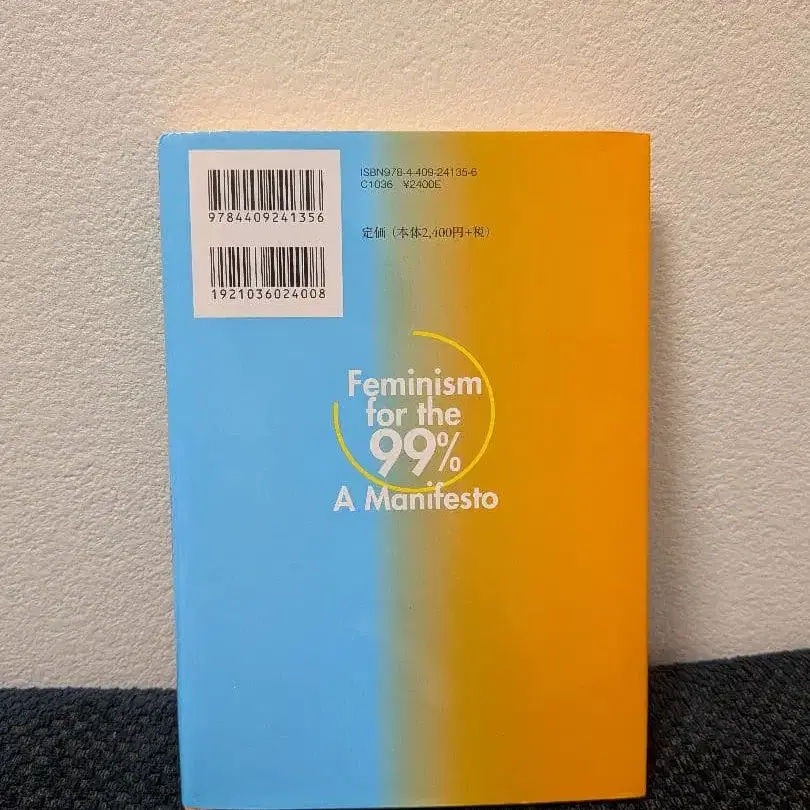 9784409241356
1921036024008
ISBN978-4-409-24135-6
C1036 ¥2400E
定価（本体2,400円+税）
Feminism
for the
99%
A Manifesto